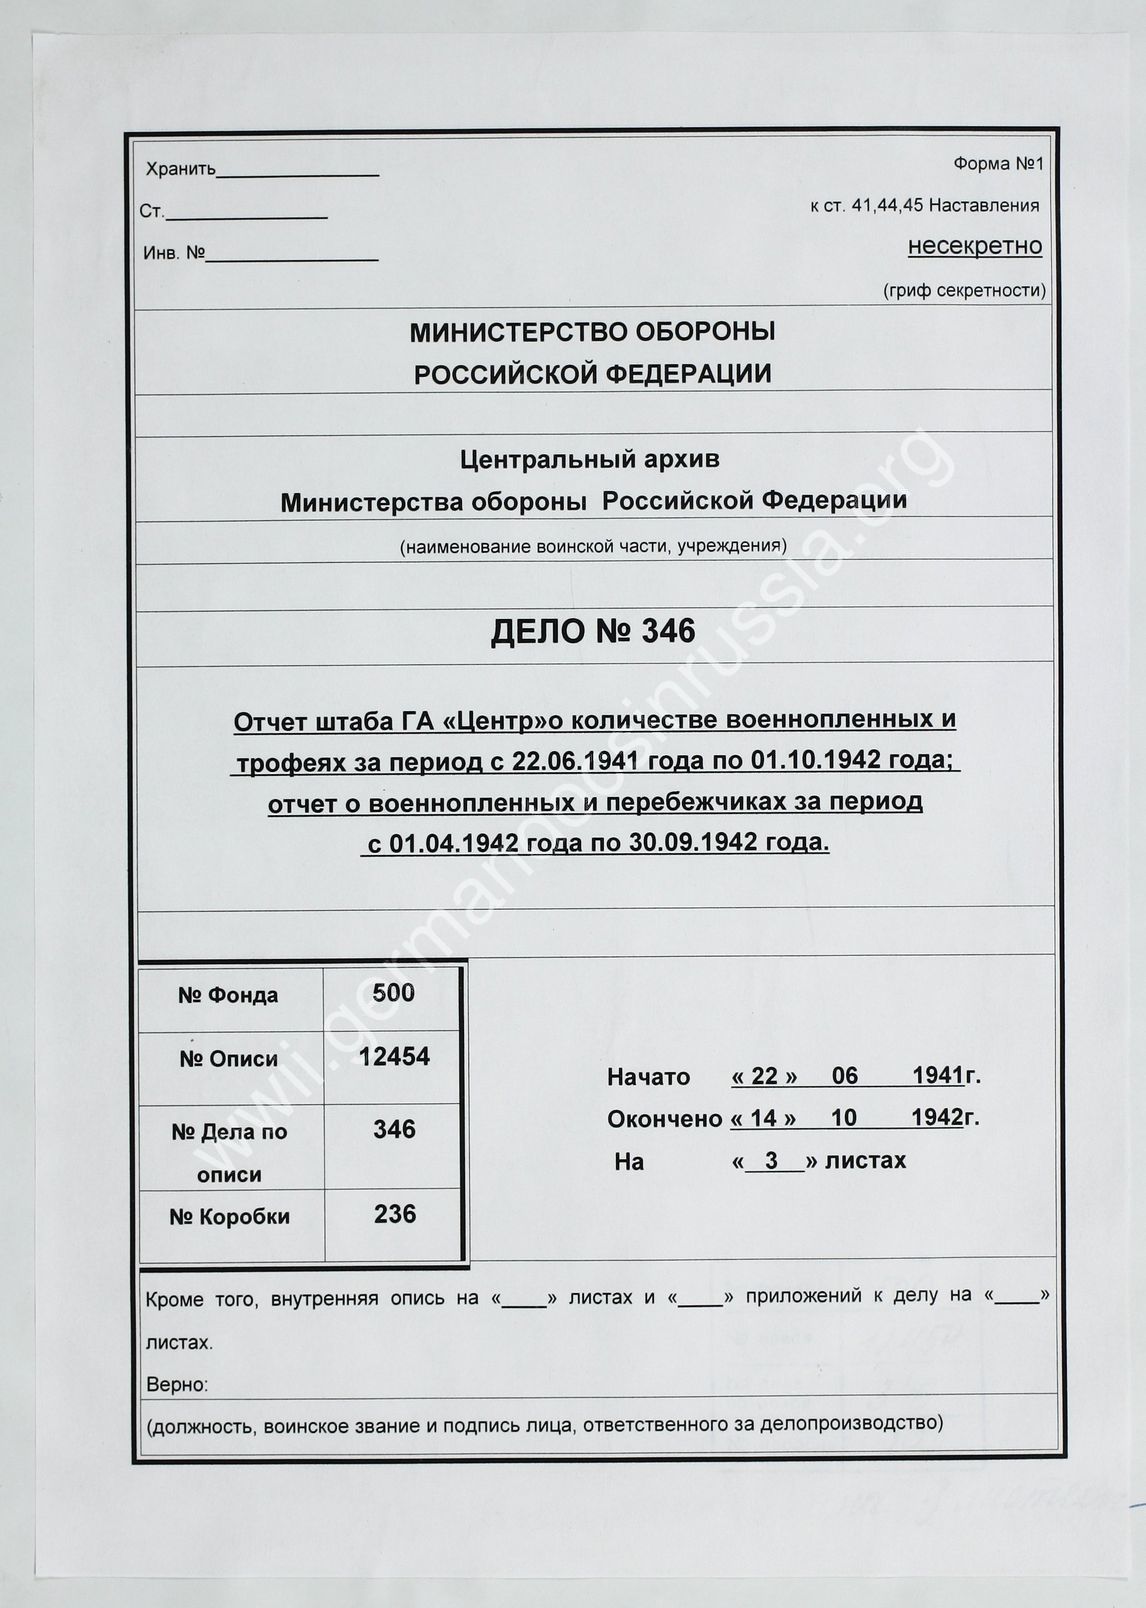 Хранить
Форма №1
Ст.
к ст. 41,44,45 Наставления
Инв. №
несекретно
(гриф секретности)
МИНИСТЕРСТВО ОБОРОНЫ
РОССИЙСКОЙ ФЕДЕРАЦИИ
Центральный архив
Министерства обороны Российской Федерации
(наименование воинской части, учреждения)
ДЕЛО № 346
Отчет штаба ГА «Центр»о количестве военнопленных и
трофеях за период с 22.06.1941 года по 01.10.1942 года;
отчет о военнопленных и перебежчиках за период
с 01.04.1942 года по 30.09.1942 года.
№ Фонда 500
№ Описи 12454
№ Дела по 346
описи
№ Коробки 236
Начато « 22 » 06 1941г.
Окончено « 14 » 10 1942г.
На « 3 » листах
Кроме того, внутренняя опись на «____» листах и «____» приложений к делу на «____»
листах.
Верно:
(должность, воинское звание и подпись лица, ответственного за делопроизводство)
wwii.germandocsinrussia.org